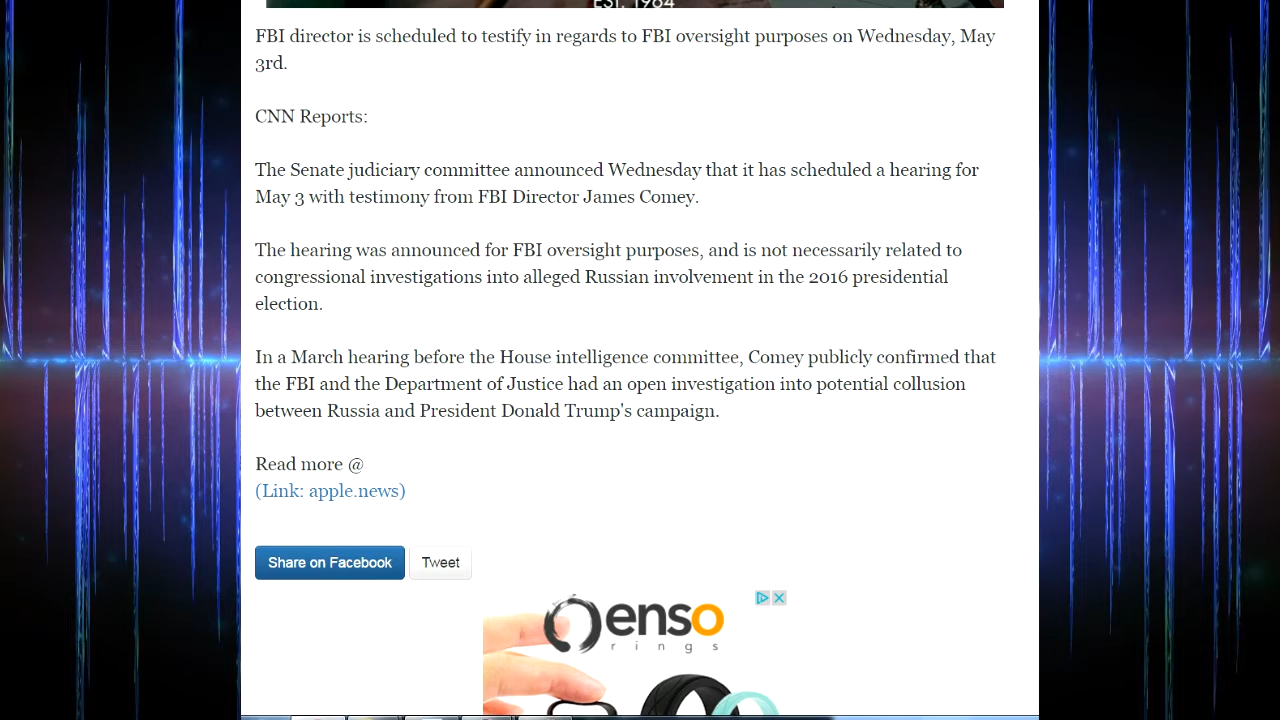 EST. 1984
FBI director is scheduled to testify in regards to FBI oversight purposes on Wednesday, May
3rd.
CNN Reports:
The Senate judiciary committee announced Wednesday that it has scheduled a hearing for
May 3 with testimony from FBI Director James Comey.
The hearing was announced for FBI oversight purposes, and is not necessarily related to
congressional investigations into alleged Russian involvement in the 2016 presidential
election.
In a March hearing before the House intelligence committee, Comey publicly confirmed that
the FBI and the Department of Justice had an open investigation into potential collusion
between Russia and President Donald Trump's campaign.
Read more @
(Link: apple.news)
Share on Facebook Tweet
enso
rings